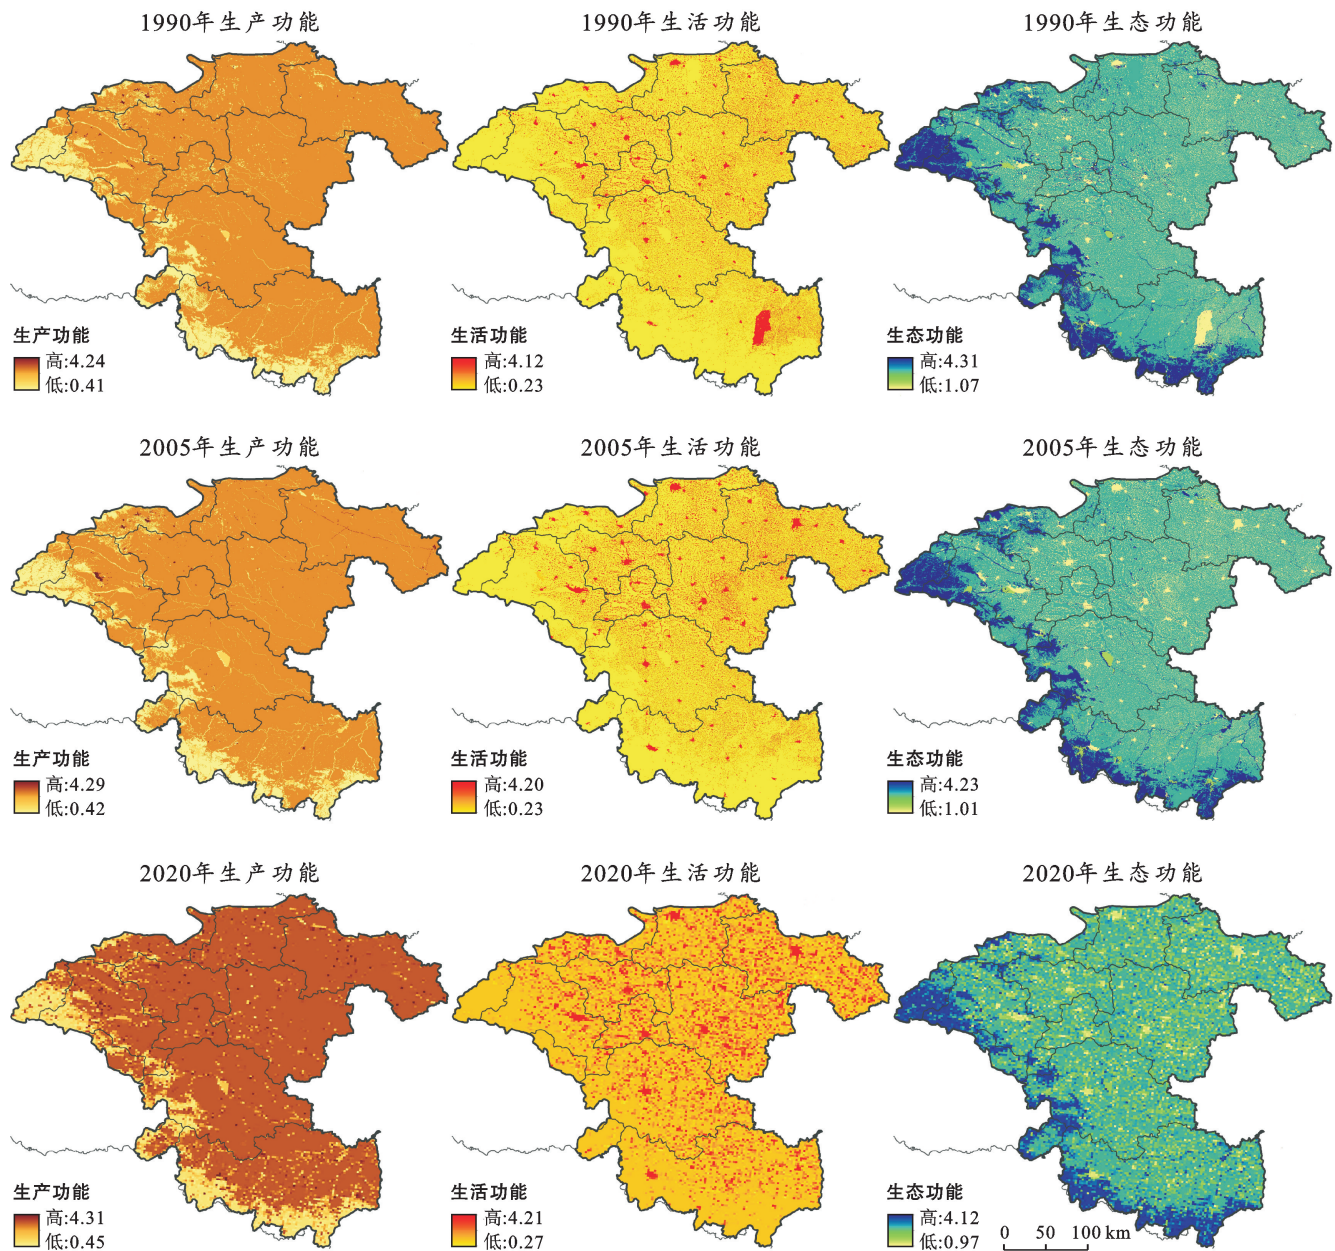 1990年生产功能
1990年生活功能
1990年生态功能
生产功能
高:4.24
低:0.41
生活功能
高:4.12
低:0.23
生态功能
高:4.31
低:1.07
2005年生产功能
2005年生活功能
2005年生态功能
生产功能
高:4.29
低:0.42
生活功能
高:4.20
低:0.23
生态功能
高:4.23
低:1.01
2020年生产功能
2020年生活功能
2020年生态功能
生产功能
高:4.31
低:0.45
生活功能
高:4.21
低:0.27
生态功能
高:4.12
低:0.97
0 50 100 km